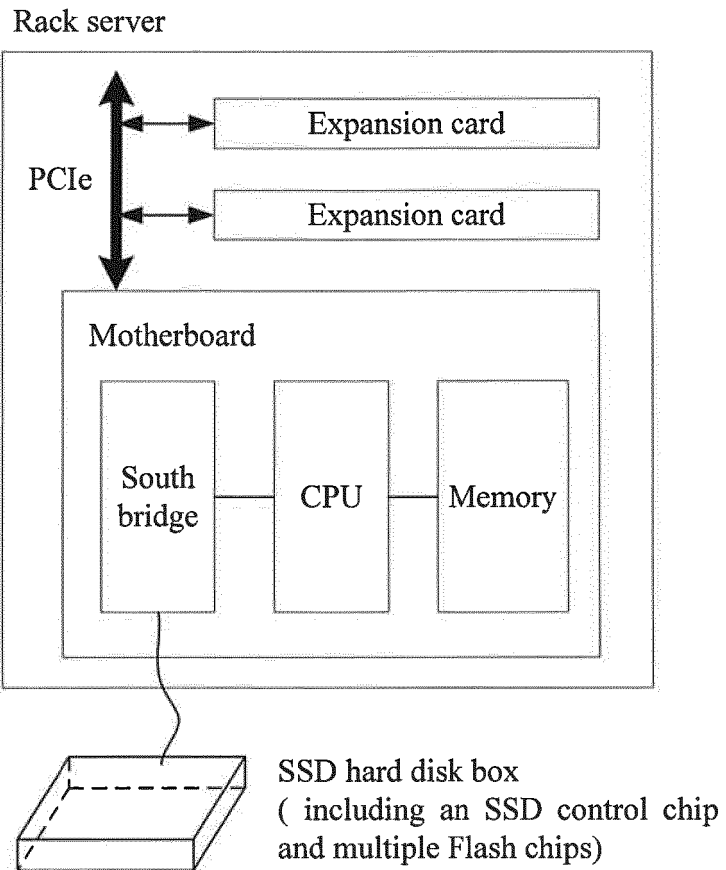 Rack server
Expansion card
PCIe
Expansion card
Motherboard
South
bridge
CPU
Memory
SSD hard disk box
( including an SSD control chip
and multiple Flash chips)